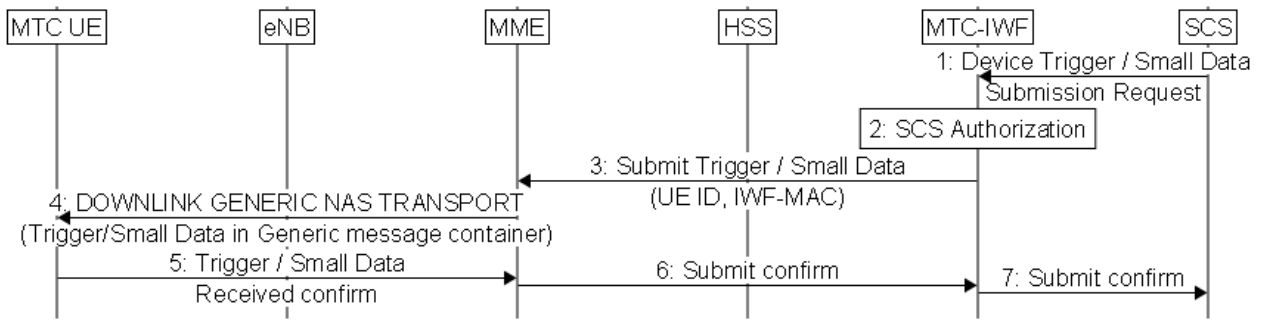 MTC UE
eNB
MME
HSS
MTC-IWF
SCS
1: Device Trigger / Small Data
Submission Request
2: SCS Authorization
3: Submit Trigger / Small Data
(UE ID, IWF-MAC)
4: DOWNLINK GENERIC NAS TRANSPORT
(Trigger/Small Data in Generic message container)
5: Trigger / Small Data
Received confirm
6: Submit confirm
7: Submit confirm